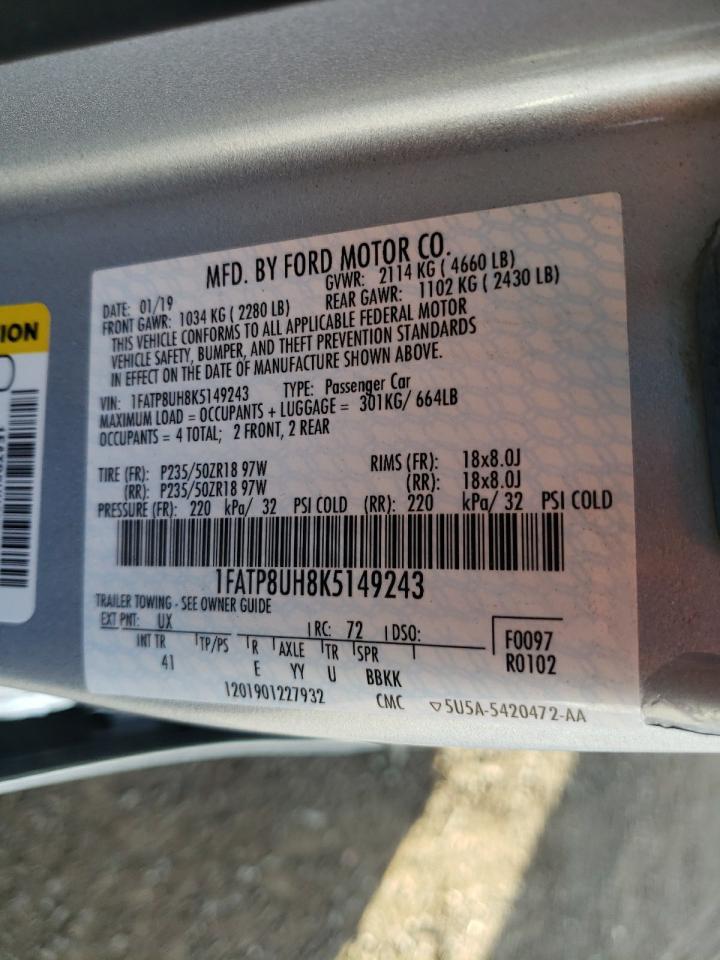 MFD. BY FORD MOTOR CO.
DATE: 01/19
GVWR: 2114 KG ( 4660 LB)
FRONT GAWR: 1034 KG ( 2280 LB)
REAR GAWR: 1102 KG ( 2430 LB)
THIS VEHICLE CONFORMS TO ALL APPLICABLE FEDERAL MOTOR
VEHICLE SAFETY, BUMPER, AND THEFT PREVENTION STANDARDS
IN EFFECT ON THE DATE OF MANUFACTURE SHOWN ABOVE.
VIN: 1FATP8UH8K5149243 TYPE: Passenger Car
MAXIMUM LOAD = OCCUPANTS + LUGGAGE = 301KG/ 664LB
OCCUPANTS = 4 TOTAL; 2 FRONT, 2 REAR
TIRE (FR): P235/50ZR18 97W RIMS (FR): 18x8.0J
(RR): P235/50ZR18 97W (RR): 18x8.0J
PRESSURE (FR): 220 kPa/ 32 PSI COLD (RR): 220 kPa/ 32 PSI COLD
1FATP8UH8K5149243
TRAILER TOWING - SEE OWNER GUIDE
EXT PNT: UX RC: 72 DSO:
INT TR TP/PS R AXLE TR SPR
41 E YY U BBKK
F0097
R0102
1201901227932 CMC ▽5U5A-5420472-AA
ION